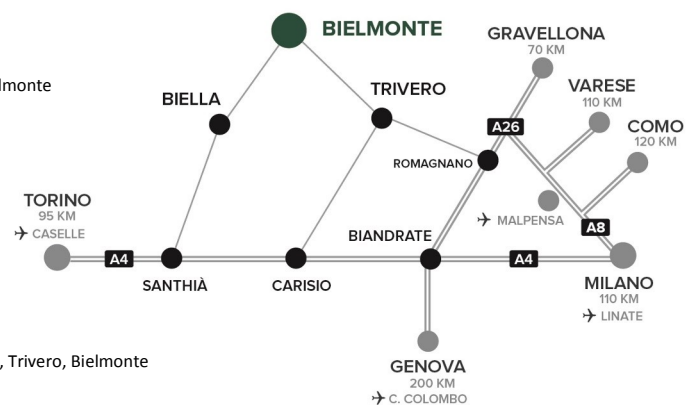 BIELMONTE
GRAVELLONA
70 KM
lmonte
VARESE
110 KM
BIELLA
TRIVERO
A26
COMO
120 KM
ROMAGNANO
TORINO
95 KM
CASELLE
MALPENSA
A8
BIANDRATE
A4
A4
SANTHIÀ
CARISIO
MILANO
110 KM
LINATE
, Trivero, Bielmonte
GENOVA
200 KM
C. COLOMBO